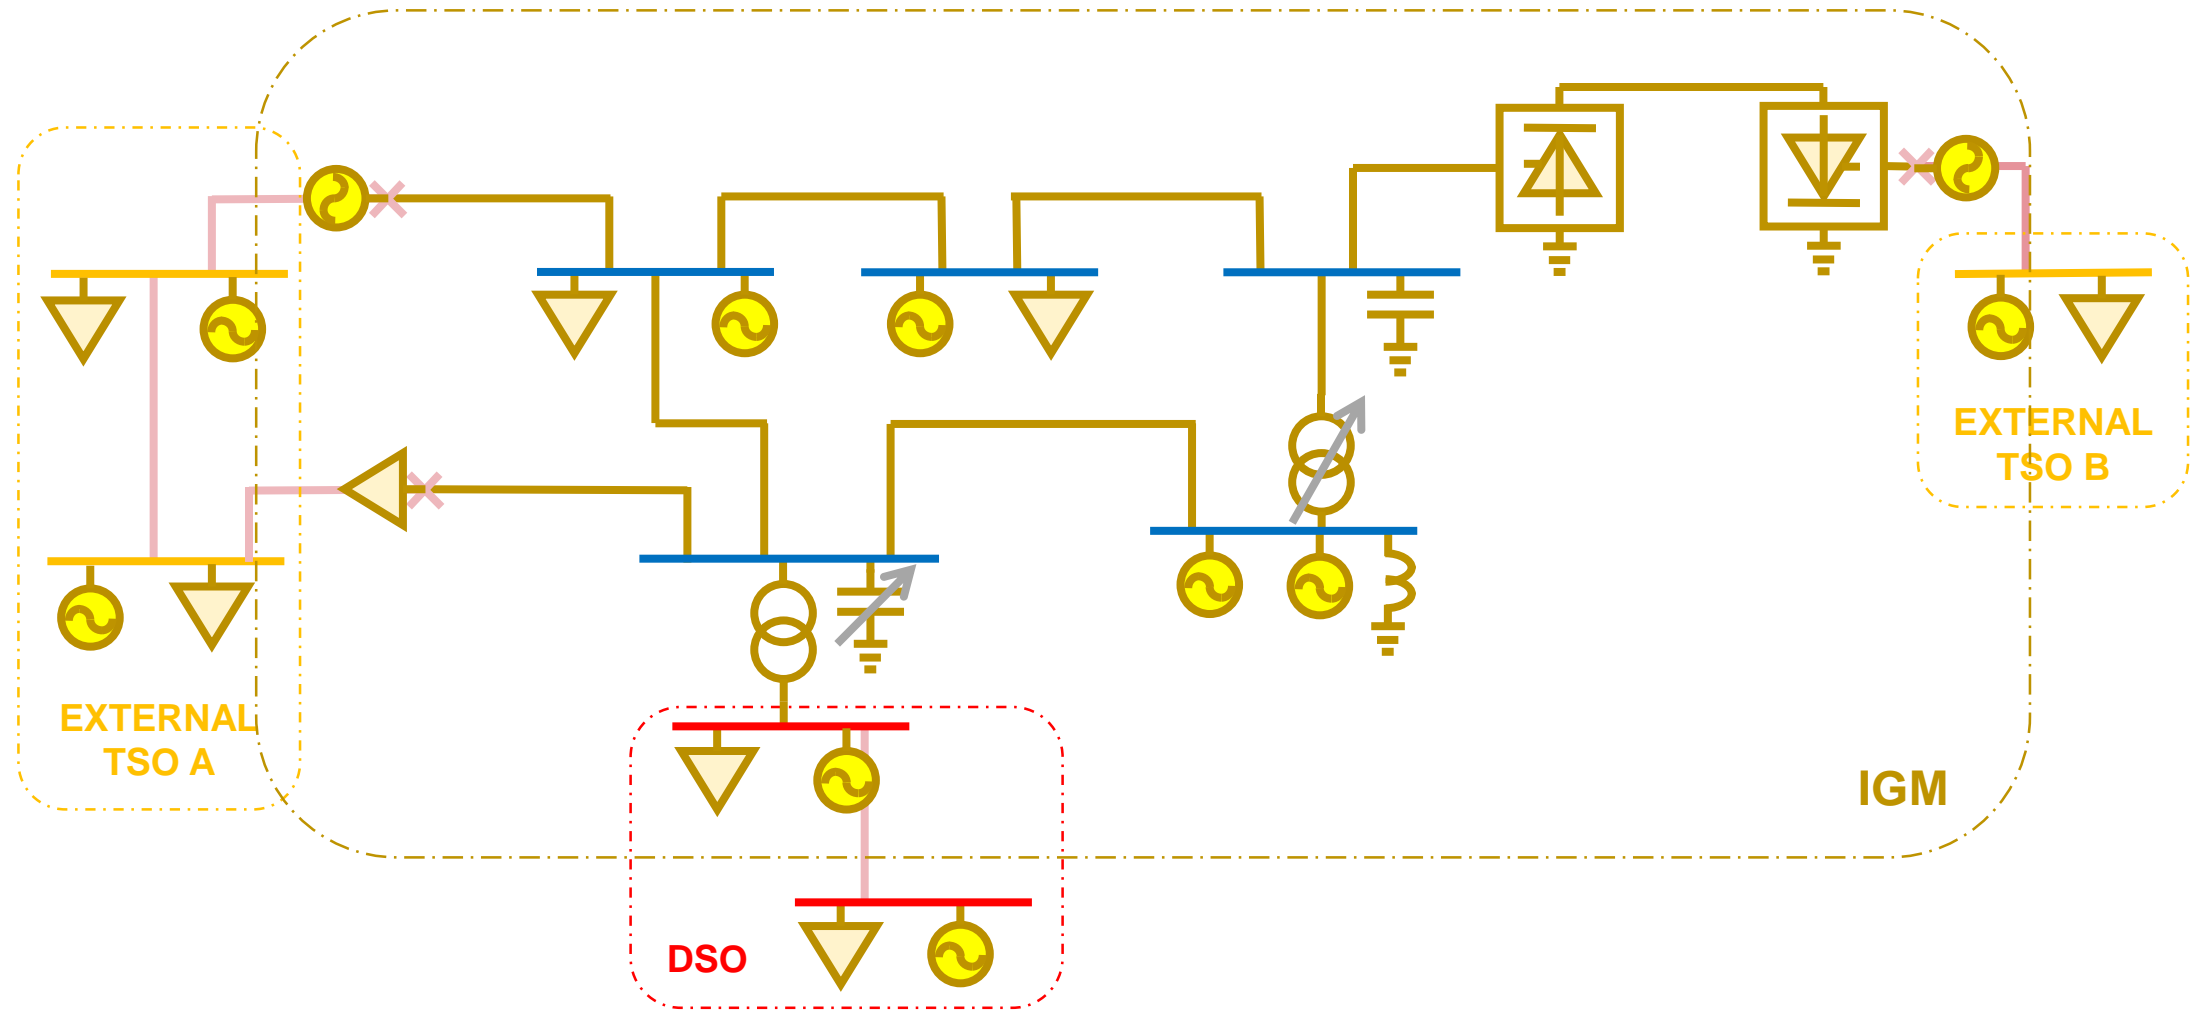 EXTERNAL
TSO B
EXTERNAL
TSO A
IGM
DSO